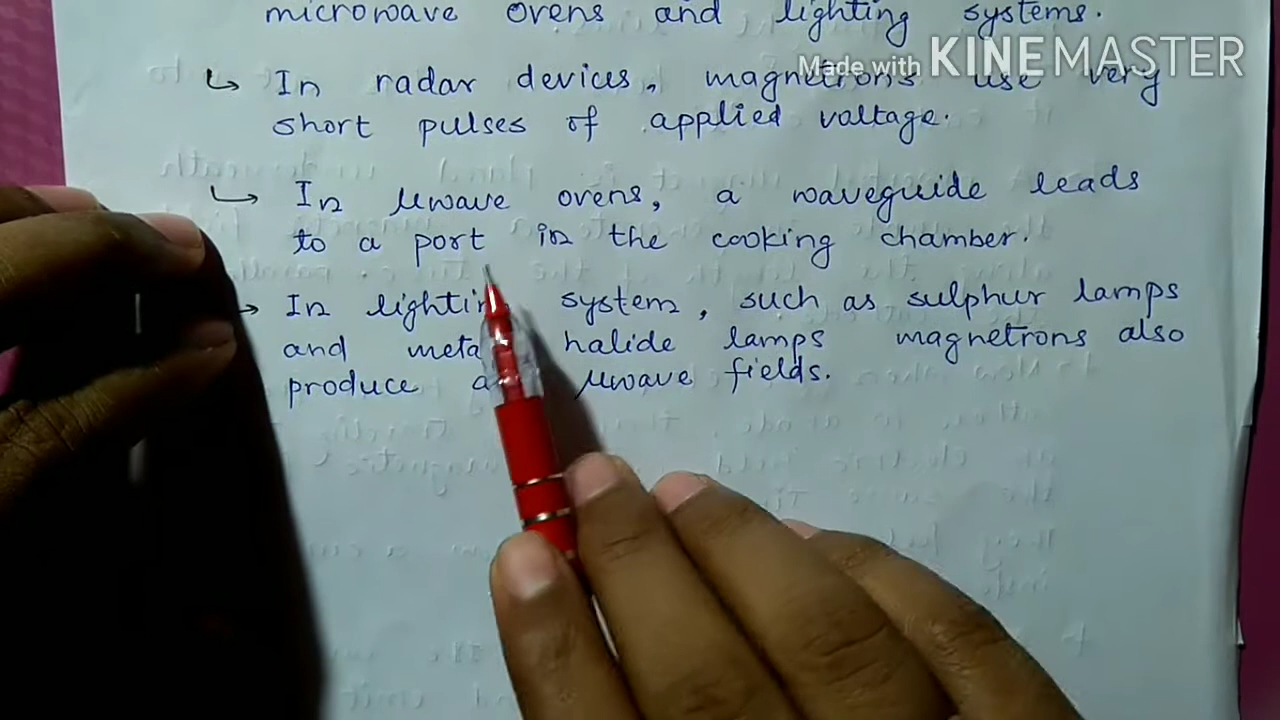 microwave ovens and lighting systems.
Made with KINEMASTER
↳ In radar devices, magnetrons use very
short pulses of applied voltage.
↳ In μwave ovens, a waveguide leads
to a port in the cooking chamber.
→ In lighting system, such as sulphur lamps
and metal halide lamps magnetrons also
produce μwave fields.